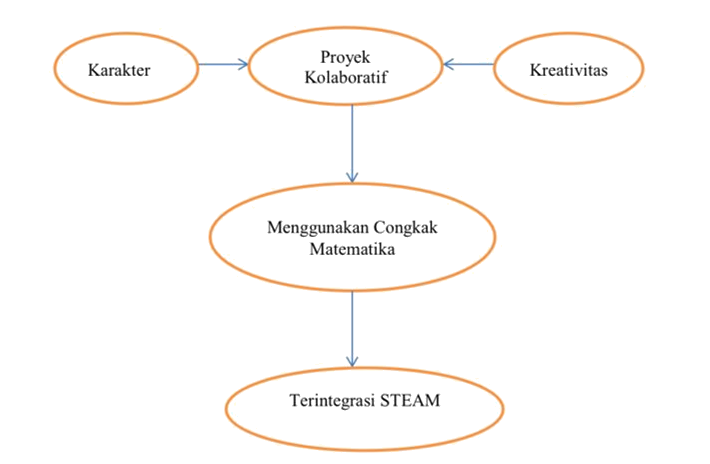 Karakter
Proyek
Kolaboratif
Kreativitas
Menggunakan Congkak
Matematika
Terintegrasi STEAM